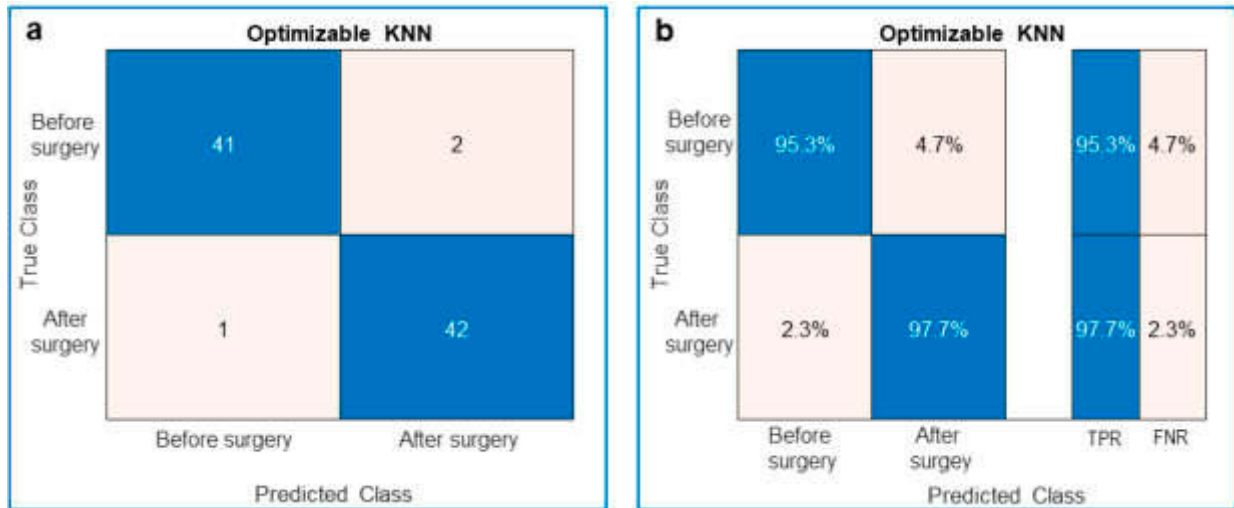 a
Optimizable KNN
Before
surgery
41
2
True Class
After
surgery
1
42
Before surgery
After surgery
Predicted Class
b
Optimizable KNN
Before
surgery
95.3%
4.7%
95.3%
4.7%
True Class
After
surgery
2.3%
97.7%
97.7%
2.3%
Before
surgery
After
surgey
TPR
FNR
Predicted Class